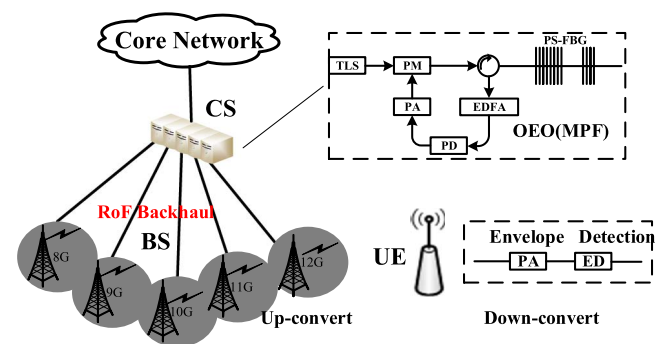 Core Network
CS
PS-FBG
TLS
PM
PA
EDFA
PD
OEO(MPF)
RoF Backhaul
BS
8G
9G
10G
11G
12G
Up-convert
UE
Envelope Detection
PA
ED
Down-convert